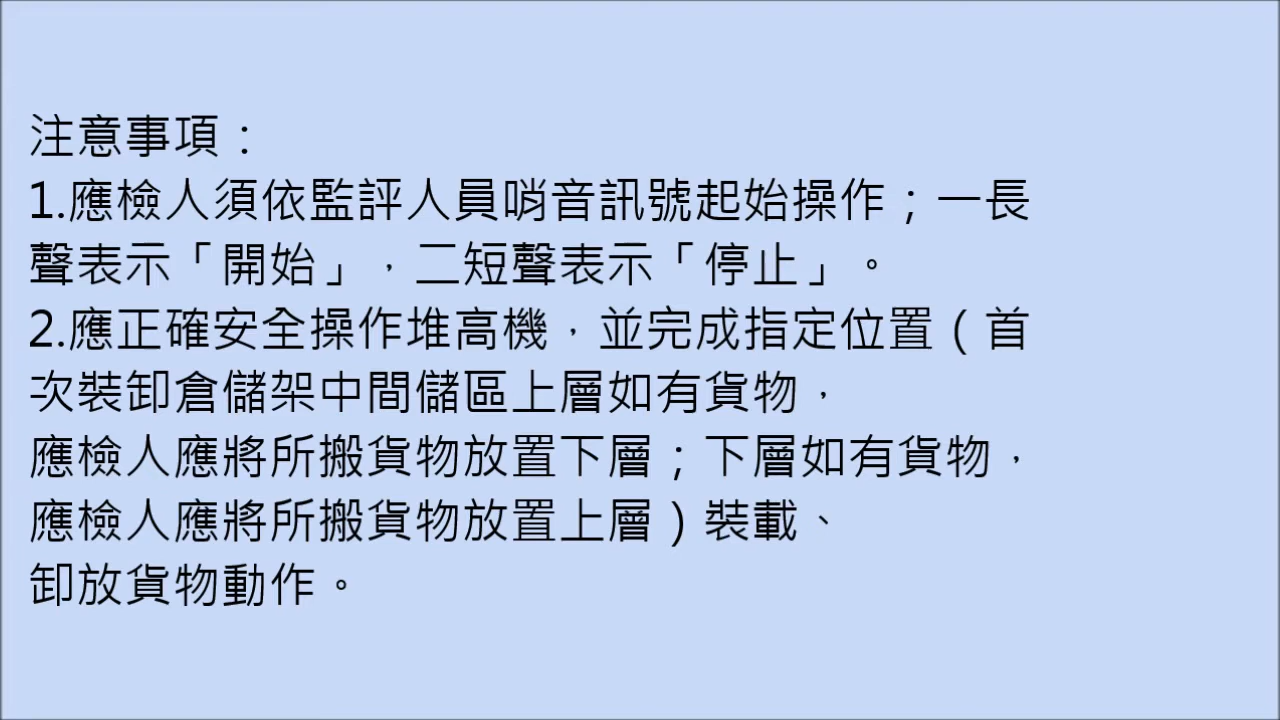 注意事項：
1.應檢人須依監評人員哨音訊號起始操作；一長
聲表示「開始」，二短聲表示「停止」。
2.應正確安全操作堆高機，並完成指定位置（首
次裝卸倉儲架中間儲區上層如有貨物，
應檢人應將所搬貨物放置下層；下層如有貨物，
應檢人應將所搬貨物放置上層）裝載、
卸放貨物動作。